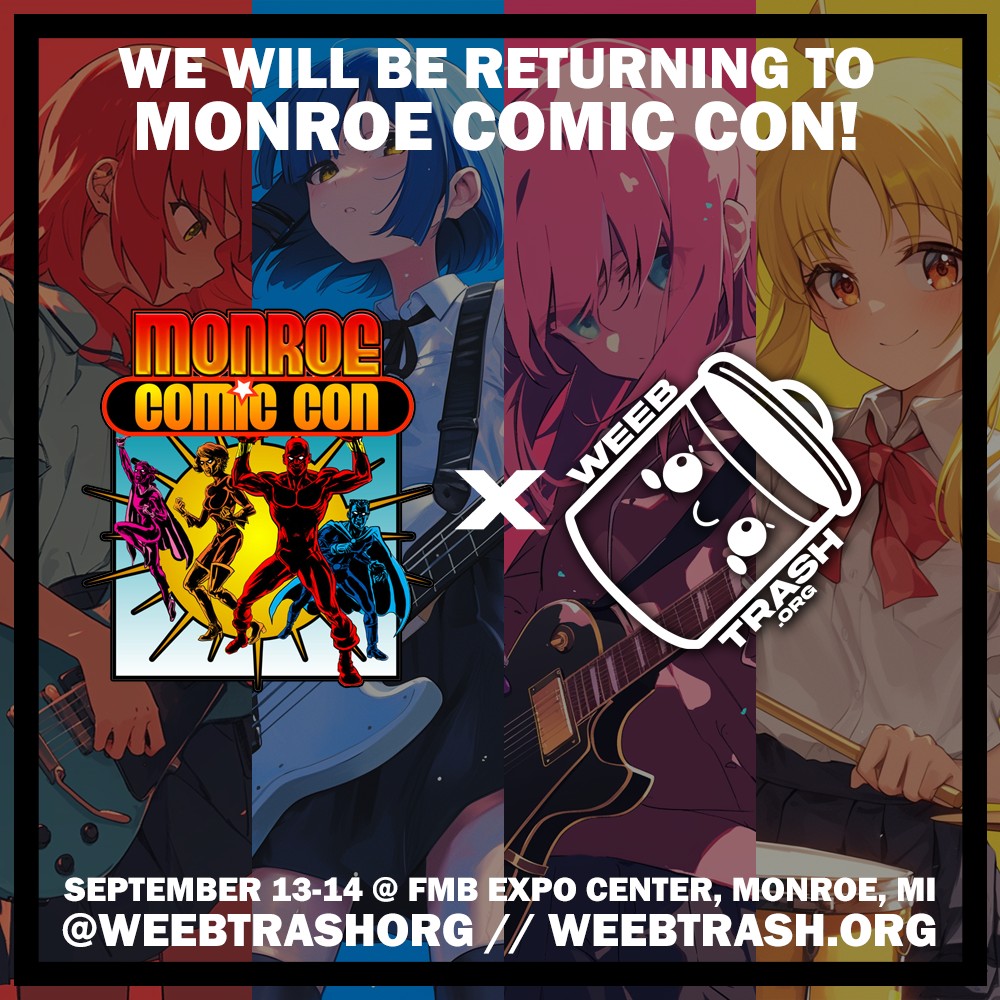 WE WILL BE RETURNING TO
MONROE COMIC CON!
MONROE
COMIC CON
X
WEEB
TRASH
.ORG
SEPTEMBER 13-14 @ FMB EXPO CENTER, MONROE, MI
@WEEBTRASHORG // WEEBTRASH.ORG